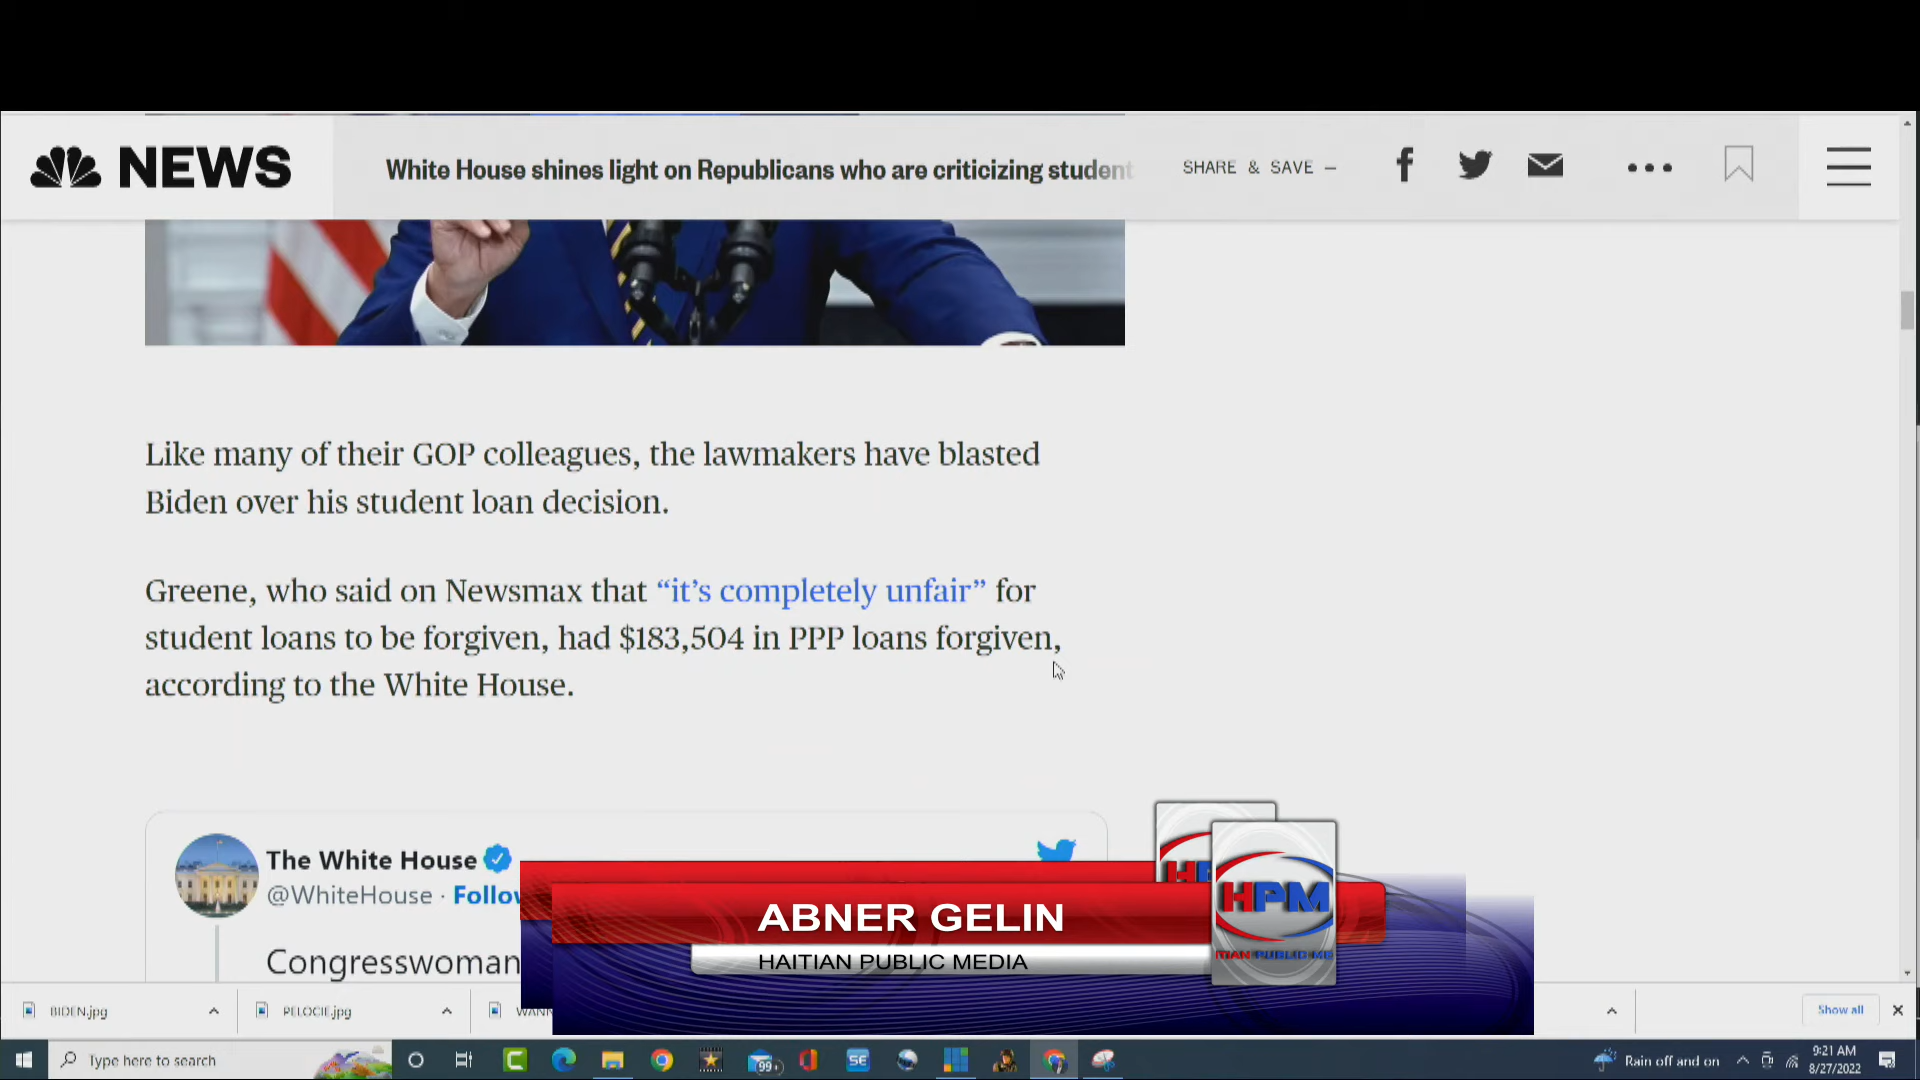 NEWS
White House shines light on Republicans who are criticizing student
SHARE & SAVE –
Like many of their GOP colleagues, the lawmakers have blasted
Biden over his student loan decision.
Greene, who said on Newsmax that “it’s completely unfair” for
student loans to be forgiven, had $183,504 in PPP loans forgiven,
according to the White House.
The White House
@WhiteHouse · Follow
Congresswoman
HPM
ABNER GELIN
HAITIAN PUBLIC MEDIA
BIDEN.jpg
PELOCIE.jpg
Show all
Type here to search
99+
SE
Rain off and on
9:21 AM
8/27/2022